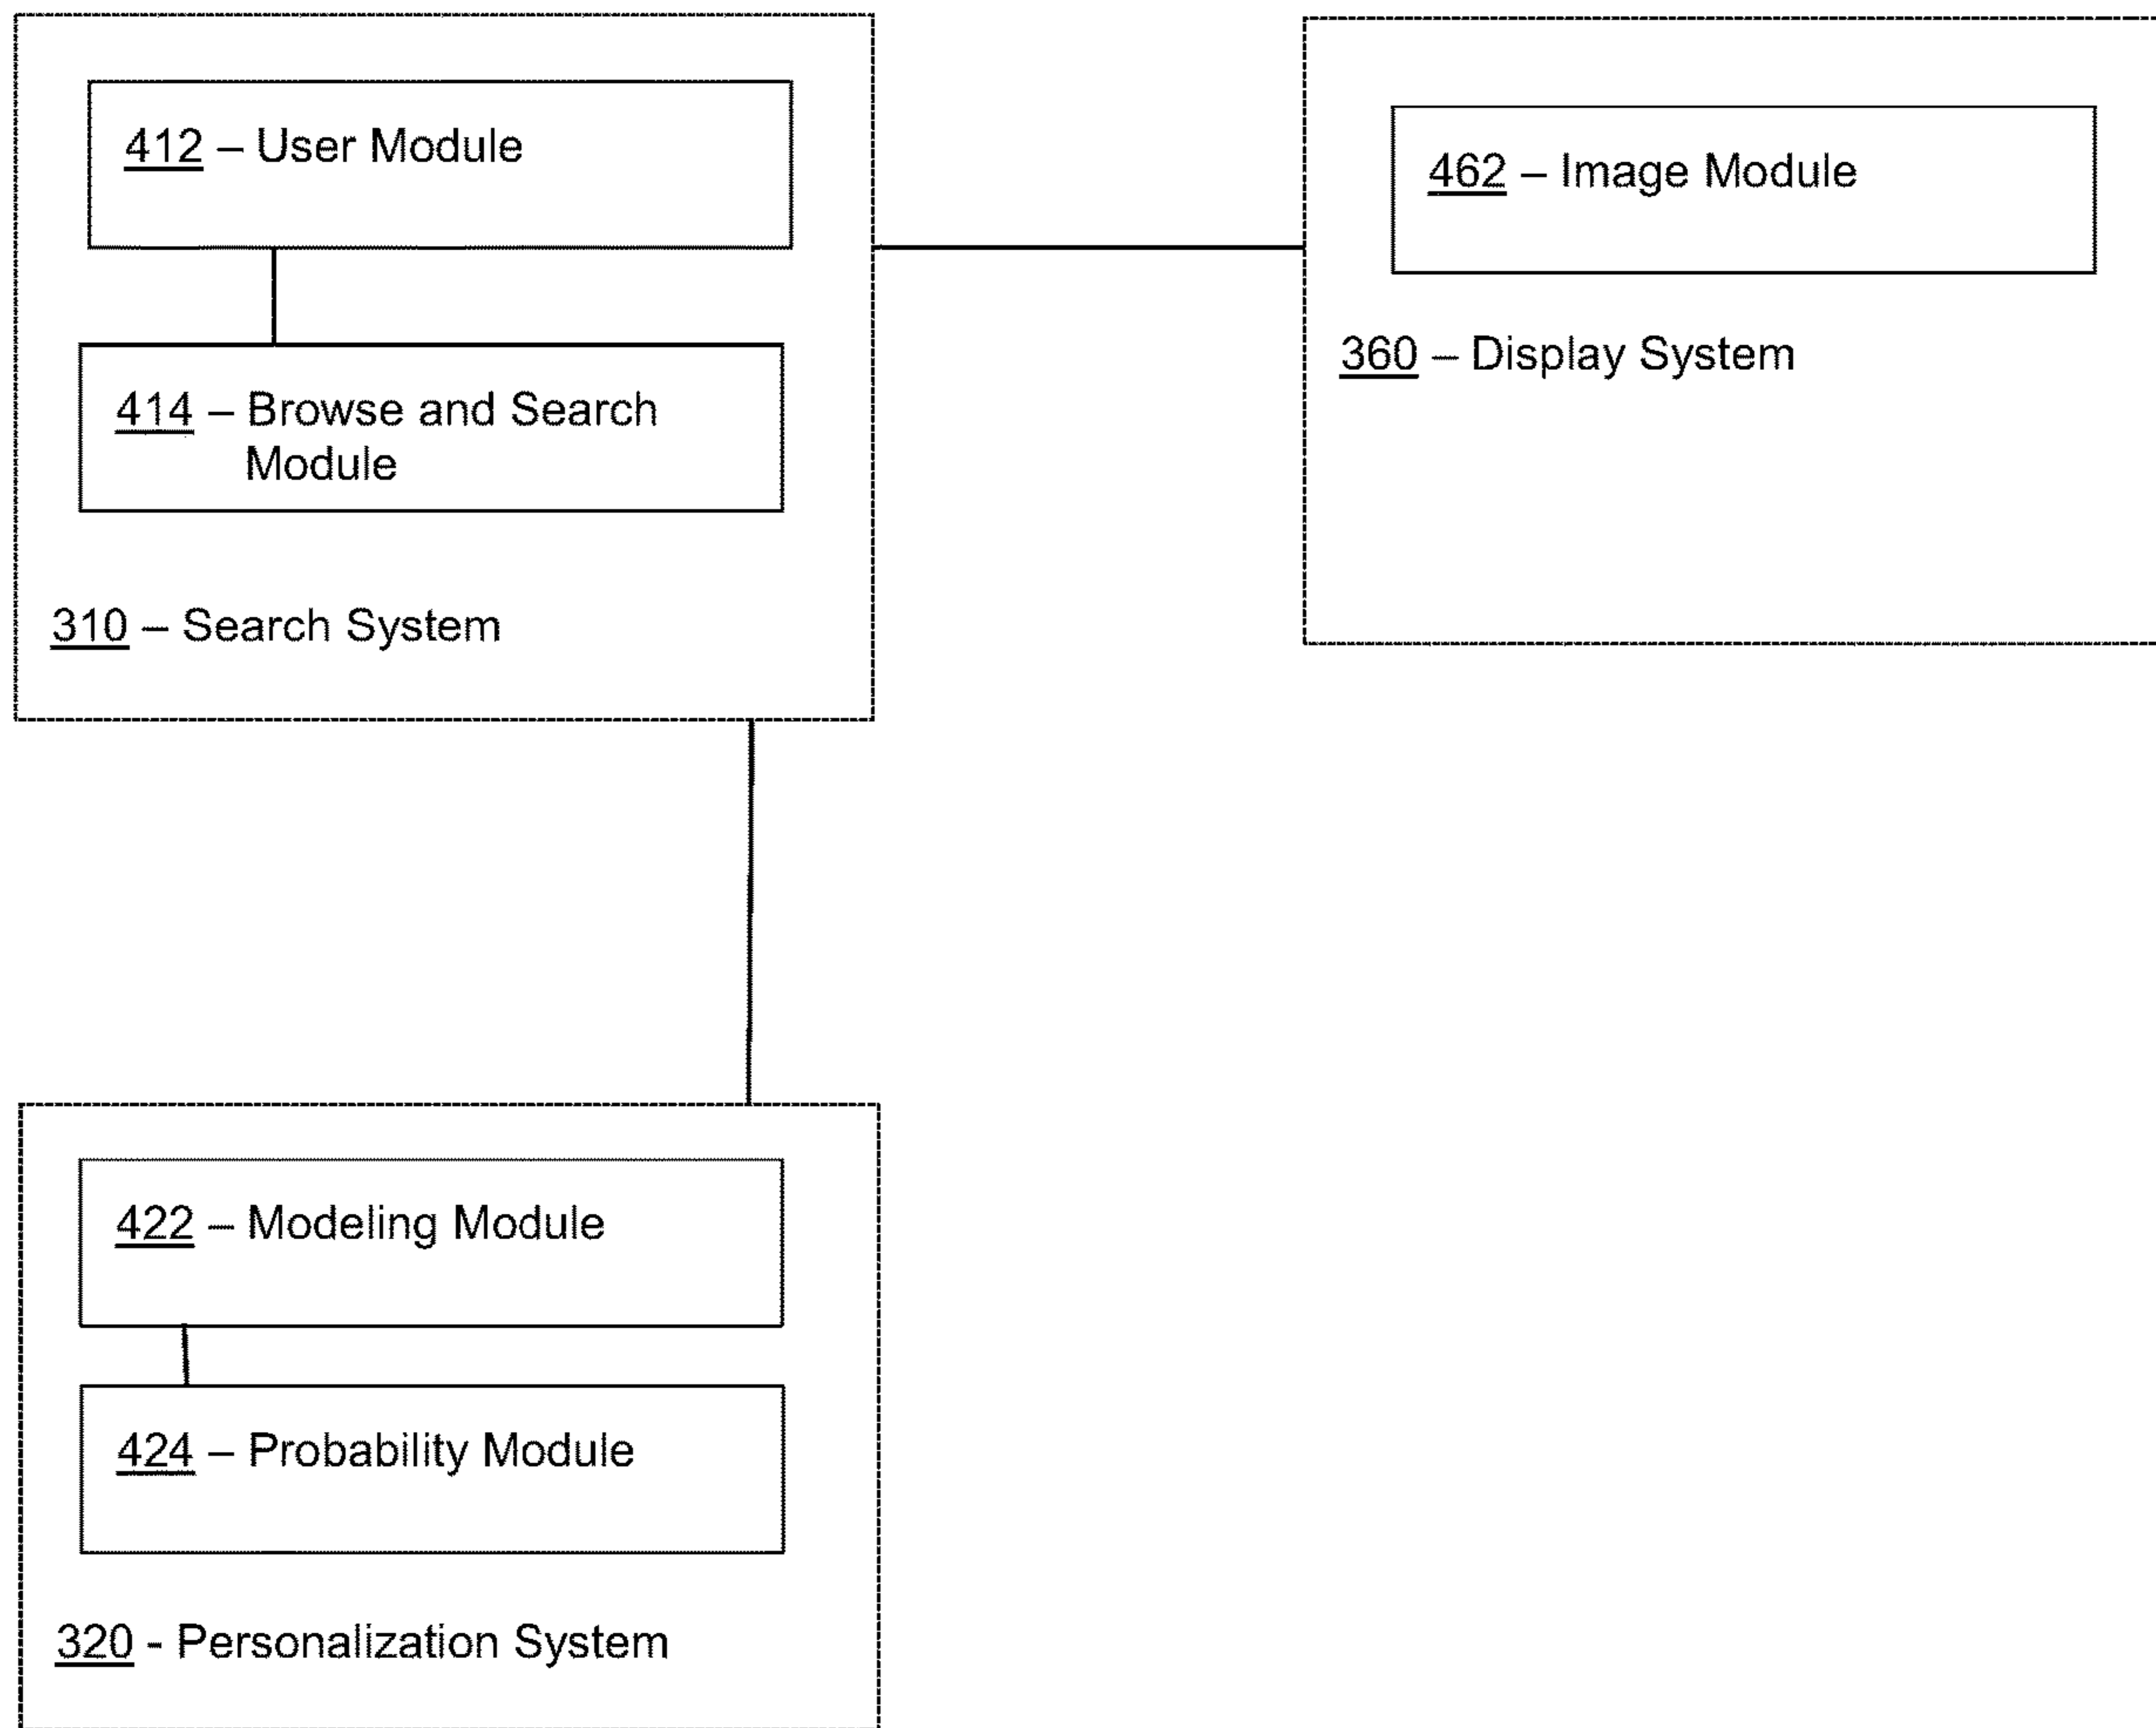 412 – User Module
414 – Browse and Search
Module
310 – Search System
462 – Image Module
360 – Display System
422 – Modeling Module
424 – Probability Module
320 - Personalization System